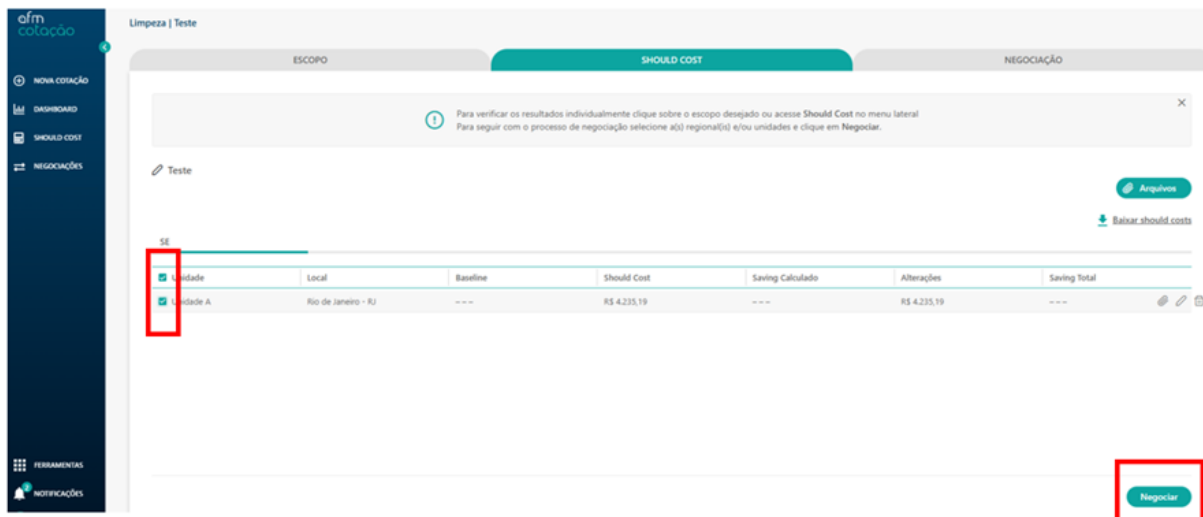 afm
cotação
Limpeza | Teste
ESCOPO
SHOULD COST
NEGOCIAÇÃO
NOVA COTAÇÃO
DASHBOARD
SHOULD COST
NEGOCIAÇÕES
Para verificar os resultados individualmente clique sobre o escopo desejado ou acesse Should Cost no menu lateral
Para seguir com o processo de negociação selecione a(s) regional(is) e/ou unidades e clique em Negociar.
Teste
Arquivos
Baixar should costs
SE
Unidade Local Baseline Should Cost Saving Calculado Alterações Saving Total
Unidade A Rio de Janeiro - RJ --- R$ 4.235,19 --- R$ 4.235,19 ---
FERRAMENTAS
2
NOTIFICAÇÕES
Negociar